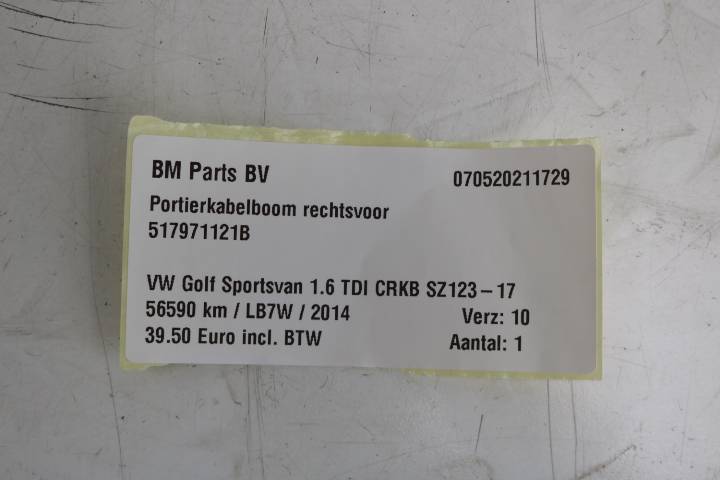 BM Parts BV 070520211729
Portierkabelboom rechtsvoor
517971121B
VW Golf Sportsvan 1.6 TDI CRKB SZ123-17
56590 km / LB7W / 2014 Verz: 10
39.50 Euro incl. BTW Aantal: 1